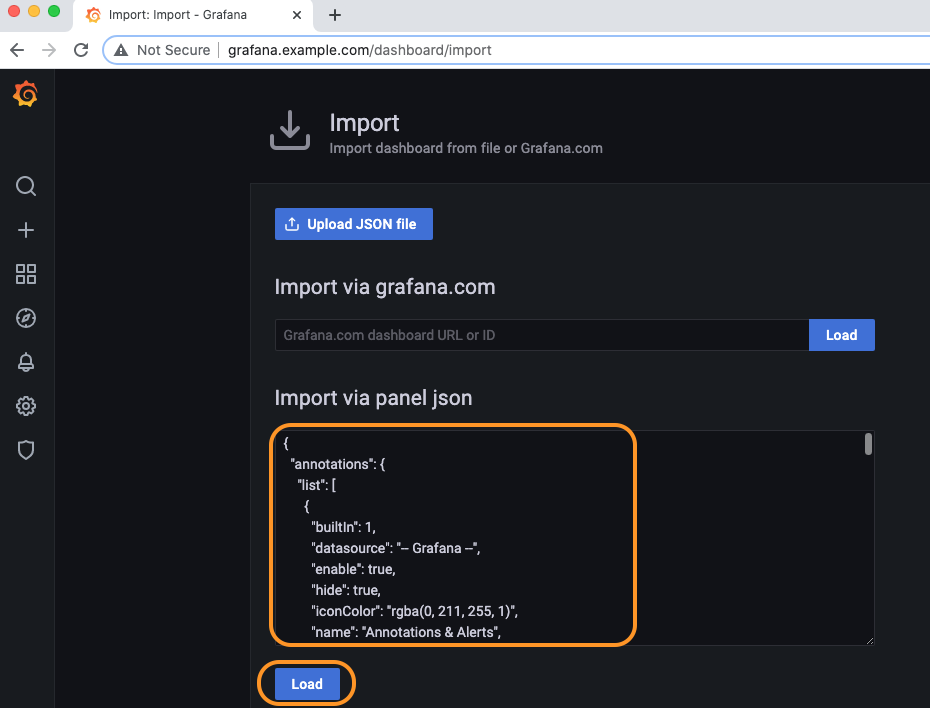 Import: Import - Grafana
Not Secure grafana.example.com/dashboard/import
Import
Import dashboard from file or Grafana.com
Upload JSON file
Import via grafana.com
Grafana.com dashboard URL or ID Load
Import via panel json
{
"annotations": {
"list": [
{
"builtIn": 1,
"datasource": "-- Grafana --",
"enable": true,
"hide": true,
"iconColor": "rgba(0, 211, 255, 1)",
"name": "Annotations & Alerts",
Load